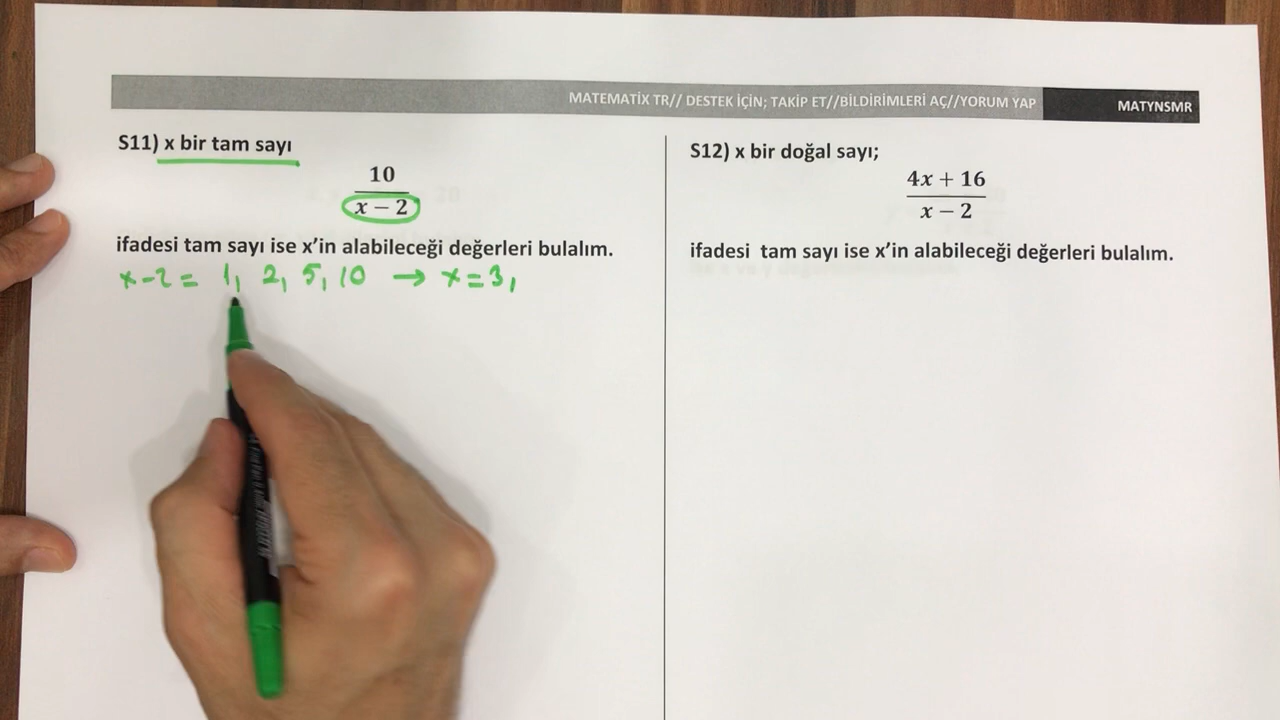 MATEMATİX TR// DESTEK İÇİN; TAKİP ET//BİLDİRİMLERİ AÇ//YORUM YAP MATYNSMR
S11) x bir tam sayı
10
x − 2
ifadesi tam sayı ise x’in alabileceği değerleri bulalım.
x-2 = 1, 2, 5, 10 → x=3,
S12) x bir doğal sayı;
4x + 16
x − 2
ifadesi tam sayı ise x’in alabileceği değerleri bulalım.